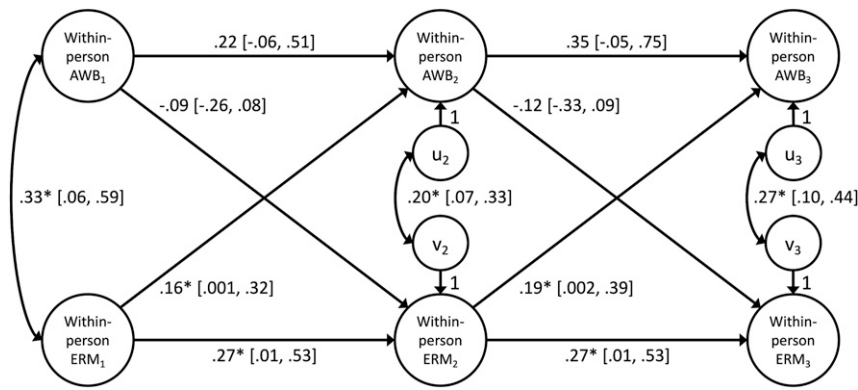 Within-
person
AWB₁
.22 [-.06, .51]
Within-
person
AWB₂
.35 [-.05, .75]
Within-
person
AWB₃
-.09 [-.26, .08]
1
-.12 [-.33, .09]
1
u₂
u₃
.33* [.06, .59]
.20* [.07, .33]
.27* [.10, .44]
v₂
v₃
.16* [.001, .32]
1
.19* [.002, .39]
1
Within-
person
ERM₁
.27* [.01, .53]
Within-
person
ERM₂
.27* [.01, .53]
Within-
person
ERM₃